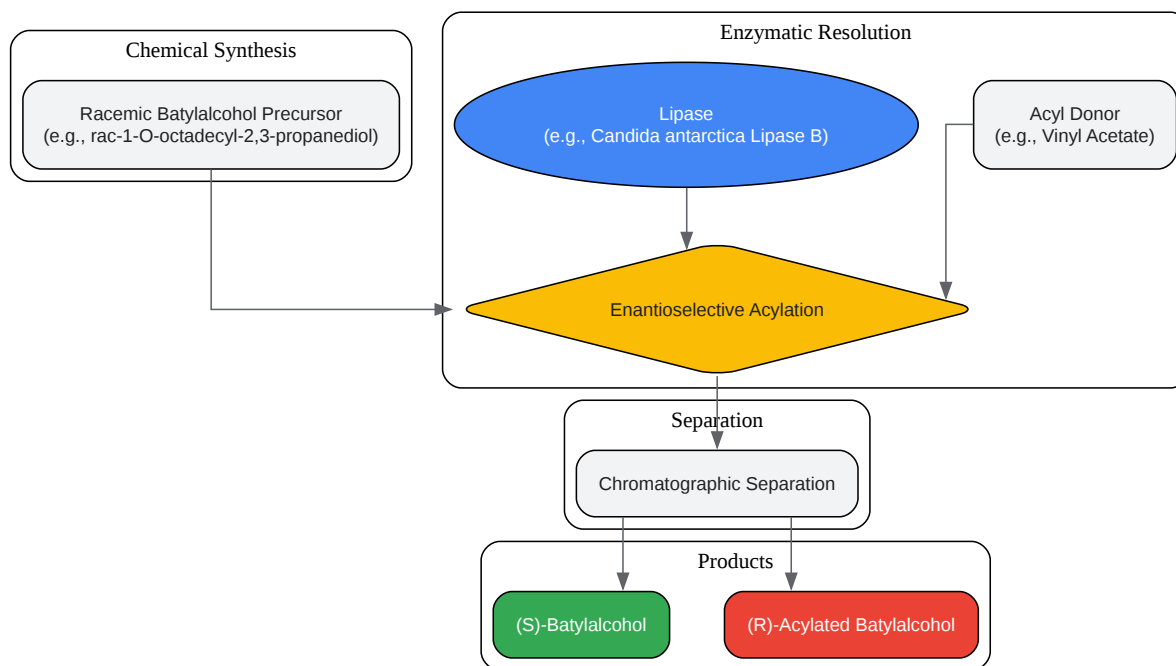 Chemical Synthesis
Racemic Batylalcohol Precursor
(e.g., rac-1-O-octadecyl-2,3-propanediol)
Enzymatic Resolution
Lipase
(e.g., Candida antarctica Lipase B)
Acyl Donor
(e.g., Vinyl Acetate)
Enantioselective Acylation
Separation
Chromatographic Separation
Products
(S)-Batylalcohol
(R)-Acylated Batylalcohol